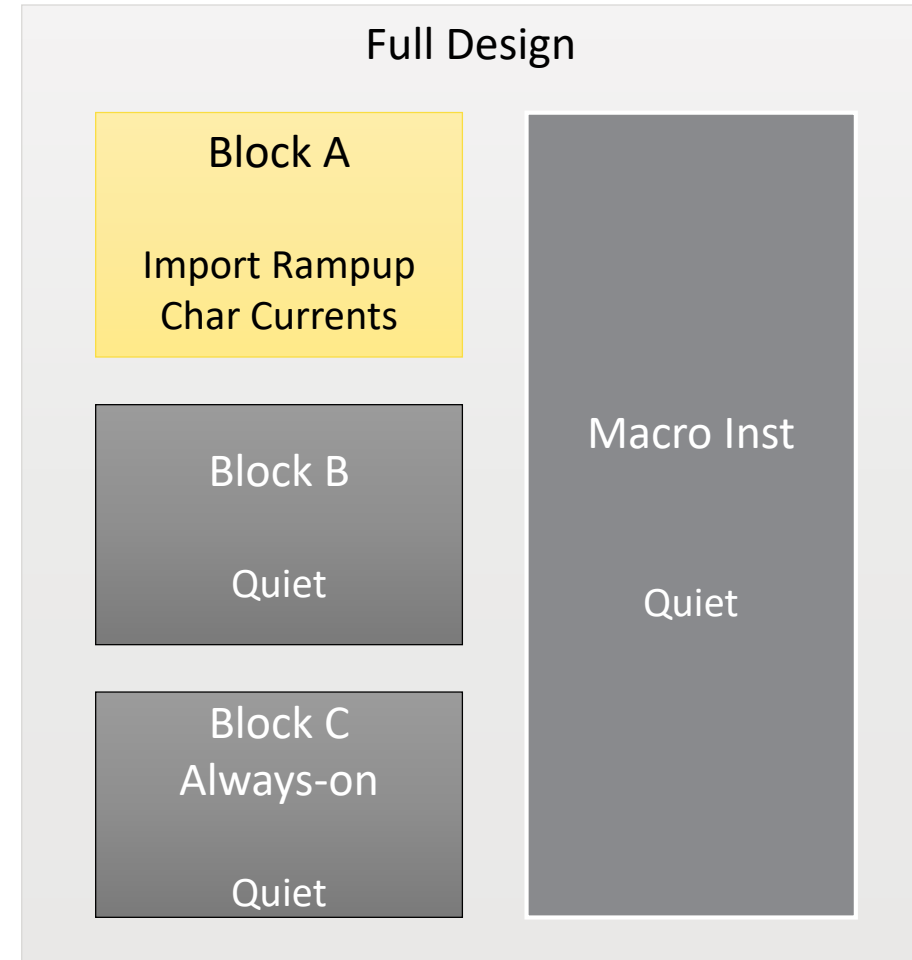 Full Design
Block A
Import Rampup
Char Currents
Block B
Quiet
Block C
Always-on
Quiet
Macro Inst
Quiet